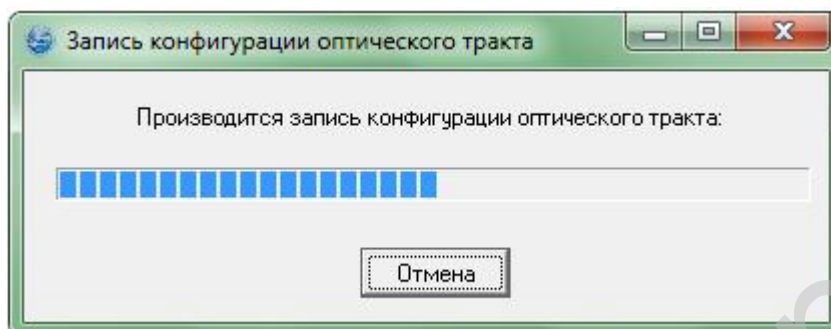 Запись конфигурации оптического тракта
Производится запись конфигурации оптического тракта:
Отмена